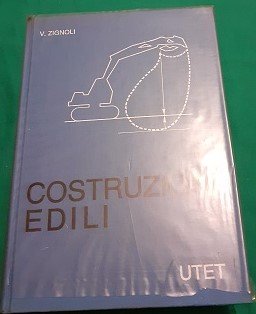 V. ZIGNOLI
COSTRUZIONI
EDILI
UTET